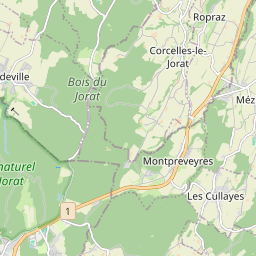 Ropraz
Corcelles-le-
Jorat
Bois du
Jorat
deville
Méz
Montpreveyres
naturel
Jorat
Les Cullayes
1